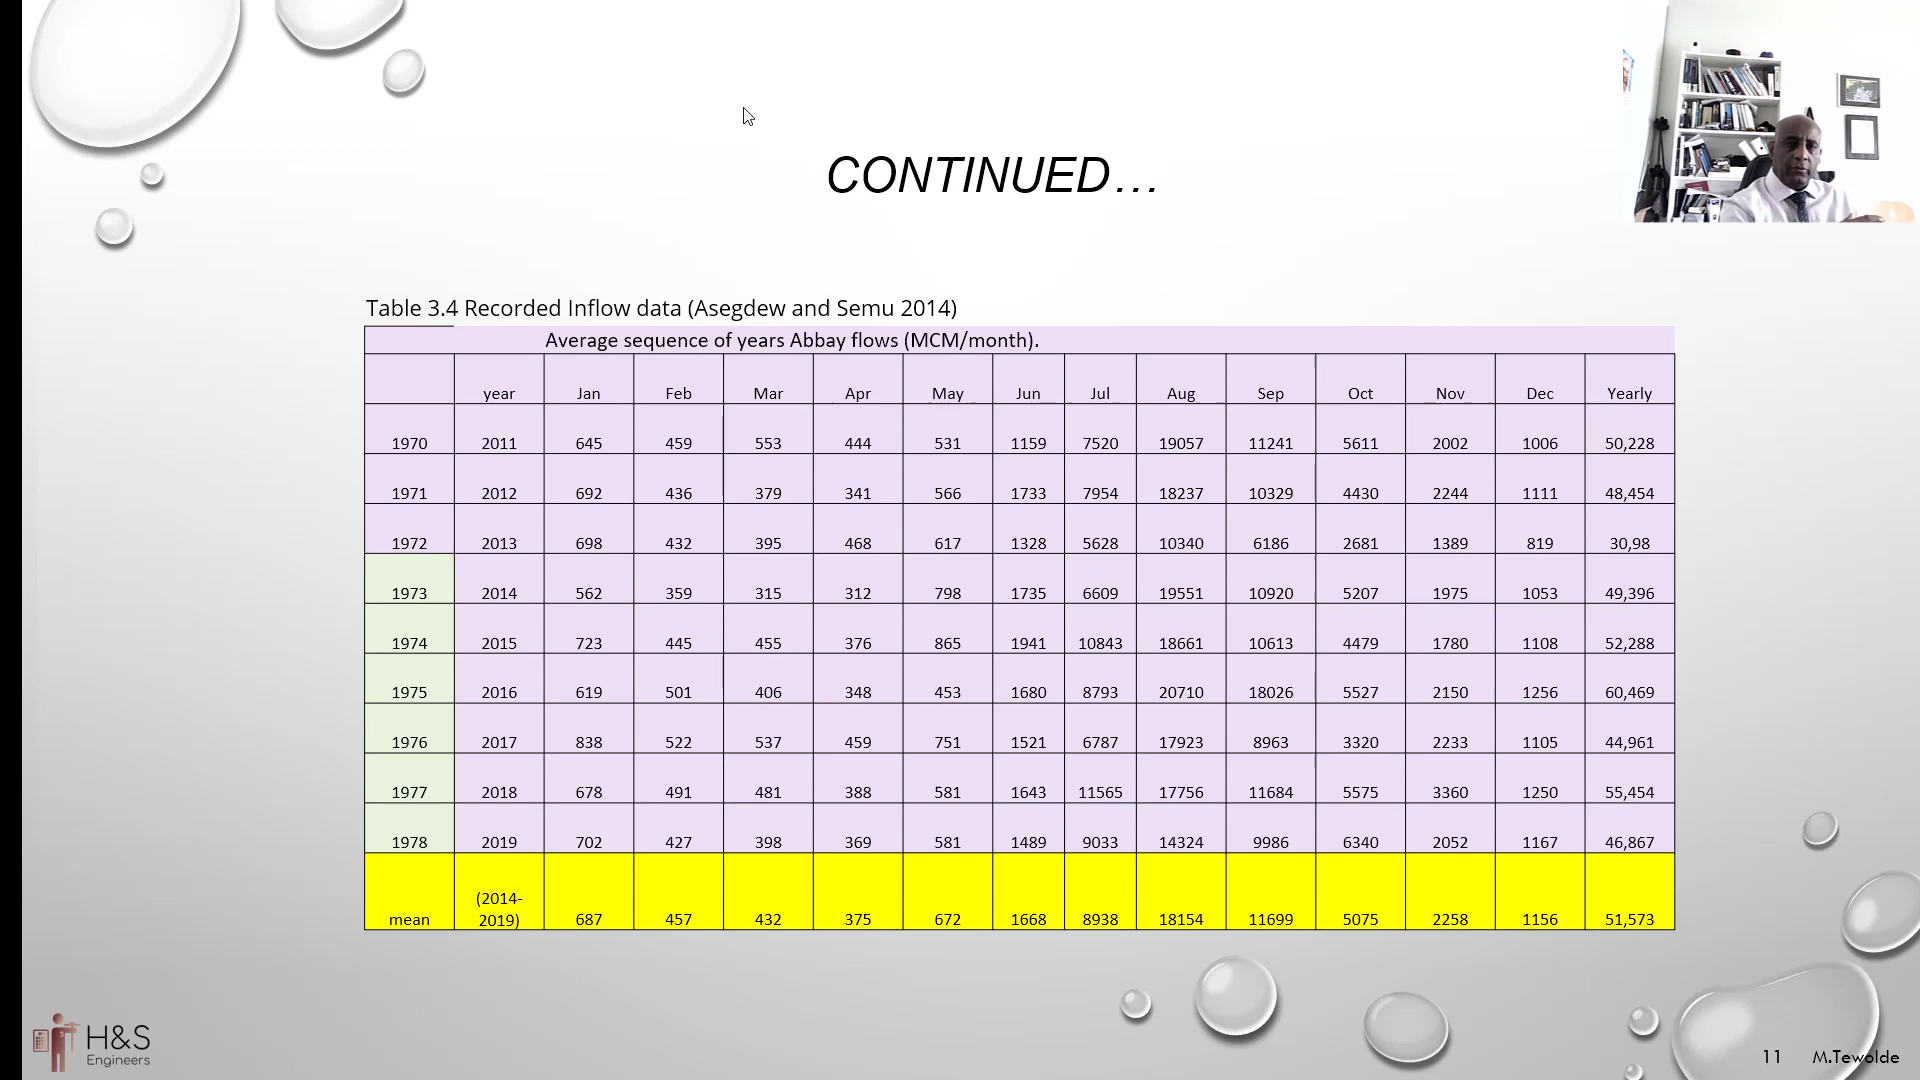 CONTINUED...
Table 3.4 Recorded Inflow data (Asegdew and Semu 2014)
Average sequence of years Abbay flows (MCM/month).
year Jan Feb Mar Apr May Jun Jul Aug Sep Oct Nov Dec Yearly
1970 2011 645 459 553 444 531 1159 7520 19057 11241 5611 2002 1006 50,228
1971 2012 692 436 379 341 566 1733 7954 18237 10329 4430 2244 1111 48,454
1972 2013 698 432 395 468 617 1328 5628 10340 6186 2681 1389 819 30,98
1973 2014 562 359 315 312 798 1735 6609 19551 10920 5207 1975 1053 49,396
1974 2015 723 445 455 376 865 1941 10843 18661 10613 4479 1780 1108 52,288
1975 2016 619 501 406 348 453 1680 8793 20710 18026 5527 2150 1256 60,469
1976 2017 838 522 537 459 751 1521 6787 17923 8963 3320 2233 1105 44,961
1977 2018 678 491 481 388 581 1643 11565 17756 11684 5575 3360 1250 55,454
1978 2019 702 427 398 369 581 1489 9033 14324 9986 6340 2052 1167 46,867
(2014-
mean 2019) 687 457 432 375 672 1668 8938 18154 11699 5075 2258 1156 51,573
H&S
Engineers
11 M.Tewolde